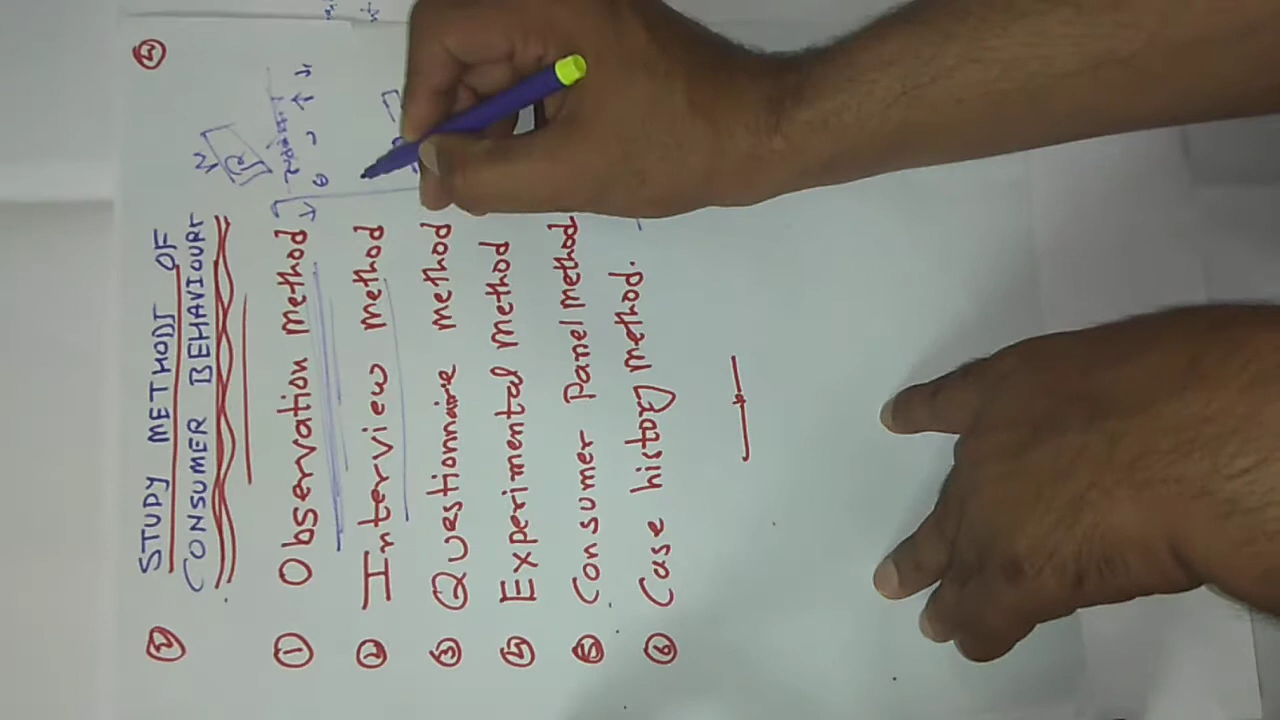 ② STUDY METHODS OF
CONSUMER BEHAVIOUR
① Observation Method
② Interview Method
③ Questionnaire Method
④ Experimental Method
⑤ Consumer Panel Method
⑥ Case history Method.